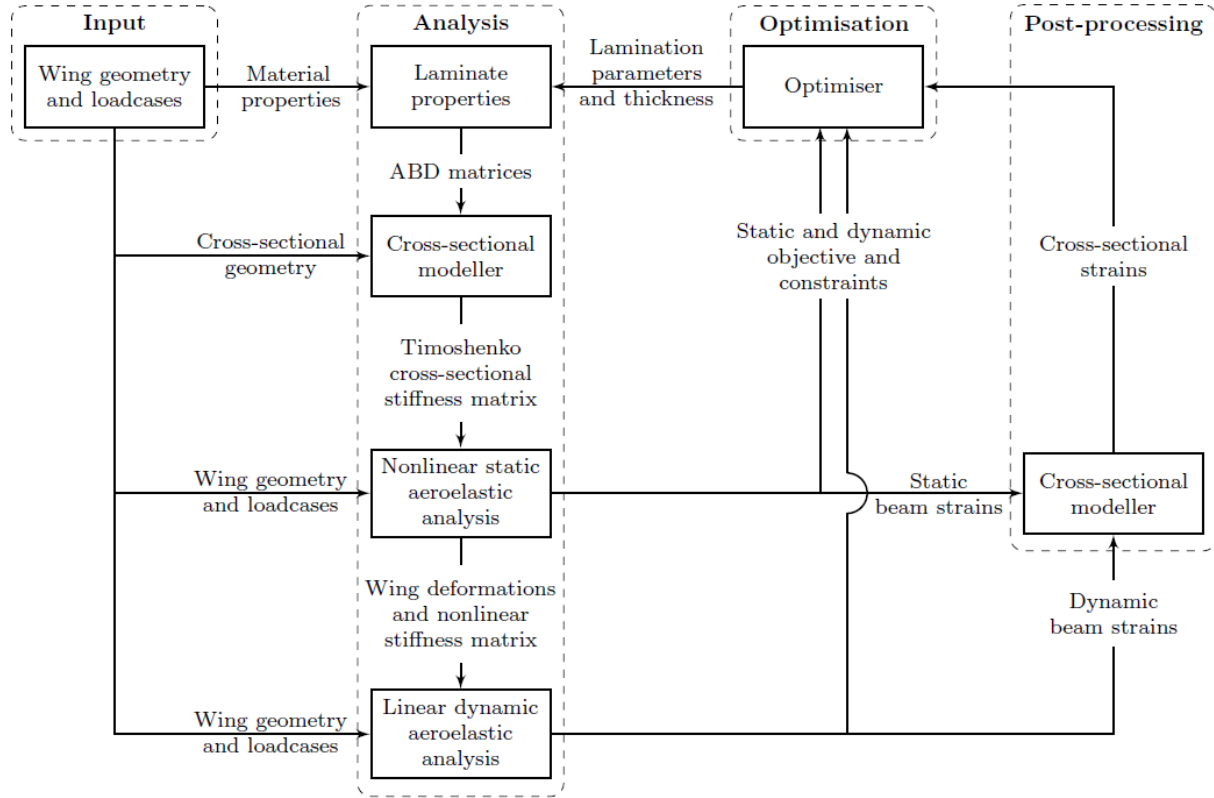 Input
Analysis
Optimisation
Post-processing
Wing geometry
and loadcases
Material
properties
Laminate
properties
Lamination
parameters
and thickness
Optimiser
ABD matrices
Cross-sectional
geometry
Cross-sectional
modeller
Static and dynamic
objective and
constraints
Cross-sectional
strains
Timoshenko
cross-sectional
stiffness matrix
Wing geometry
and loadcases
Nonlinear static
aeroelastic
analysis
Static
beam strains
Cross-sectional
modeller
Wing deformations
and nonlinear
stiffness matrix
Dynamic
beam strains
Wing geometry
and loadcases
Linear dynamic
aeroelastic
analysis